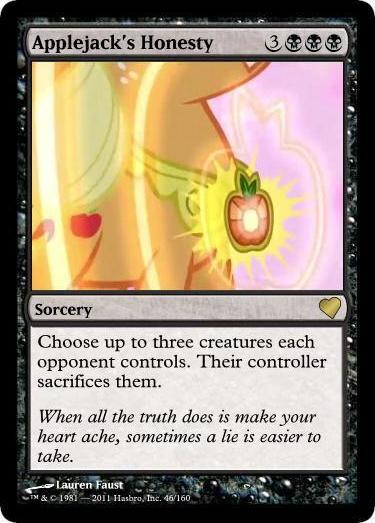 Applejack's Honesty 3
Sorcery
Choose up to three creatures each
opponent controls. Their controller
sacrifices them.
When all the truth does is make your
heart ache, sometimes a lie is easier to
take.
Lauren Faust
™ & © 1981 — 2011 Hasbro, Inc. 46/160